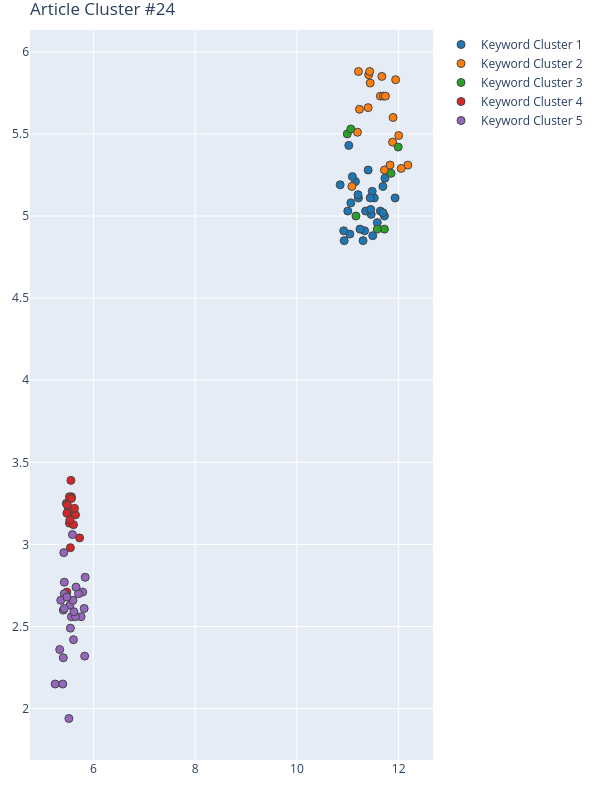 Article Cluster #24
Keyword Cluster 1
Keyword Cluster 2
Keyword Cluster 3
Keyword Cluster 4
Keyword Cluster 5
6
5.5
5
4.5
4
3.5
3
2.5
2
6 8 10 12